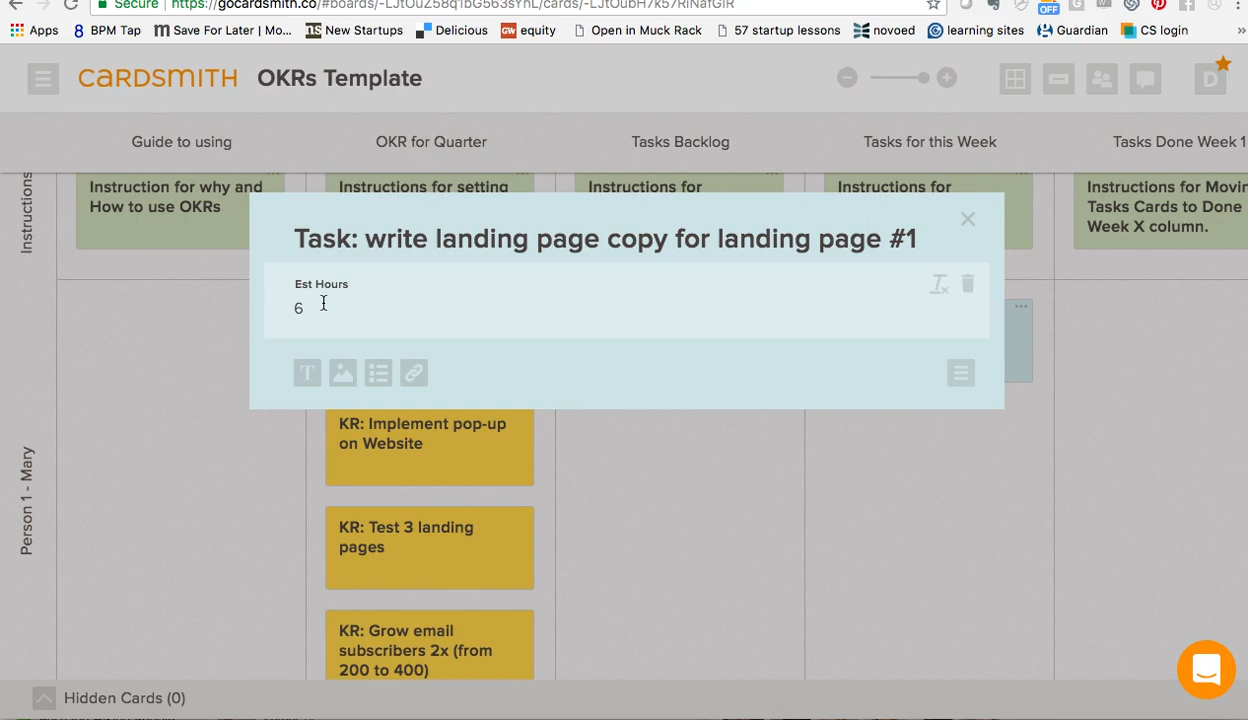 Secure https://gocardsmith.co/#boards/
OFF
Apps BPM Tap Save For Later | Mo... New Startups Delicious equity Open in Muck Rack 57 startup lessons novoed learning sites Guardian CS login »
CARDSMITH OKRs Template
D
Guide to using OKR for Quarter Tasks Backlog Tasks for this Week Tasks Done Week 1
Instructions
Instruction for why and
How to use OKRs
Instructions for setting
Instructions for
Instructions for
Instructions for Movin
Tasks Cards to Done
Week X column.
Task: write landing page copy for landing page #1
Est Hours
6
Person 1 - Mary
KR: Implement pop-up
on Website
KR: Test 3 landing
pages
KR: Grow email
subscribers 2x (from
200 to 400)
Hidden Cards (0)